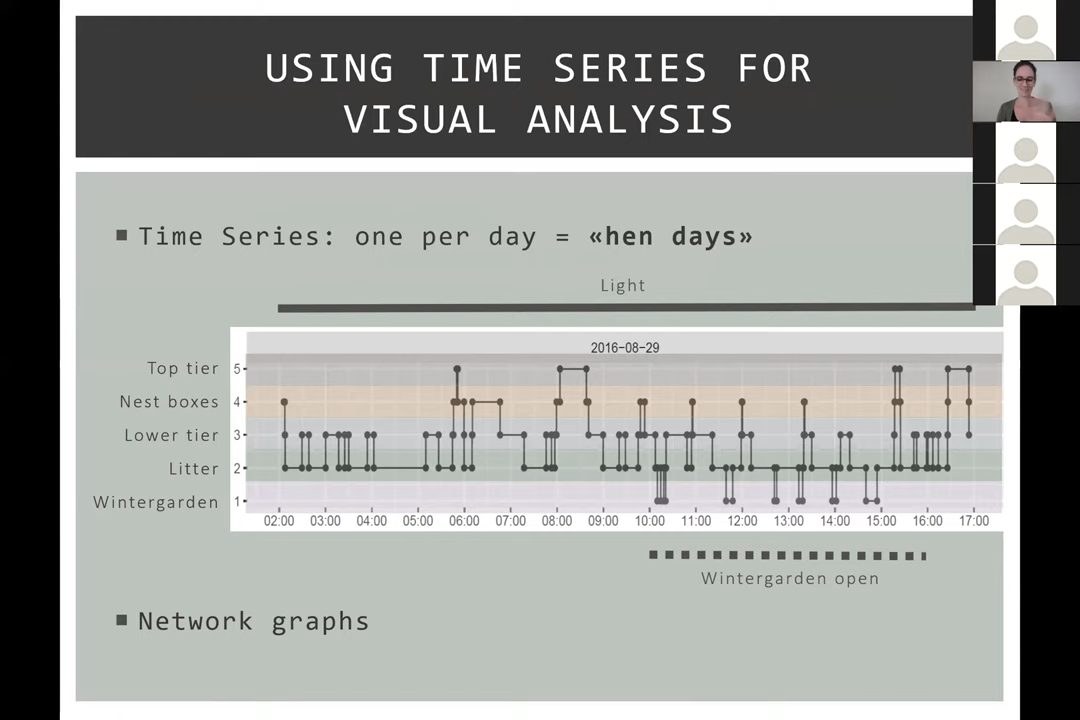 USING TIME SERIES FOR
VISUAL ANALYSIS
▪ Time Series: one per day = «hen days»
Light
2016-08-29
Top tier 5
Nest boxes 4
Lower tier 3
Litter 2
Wintergarden 1
02:00 03:00 04:00 05:00 06:00 07:00 08:00 09:00 10:00 11:00 12:00 13:00 14:00 15:00 16:00 17:00
Wintergarden open
▪ Network graphs